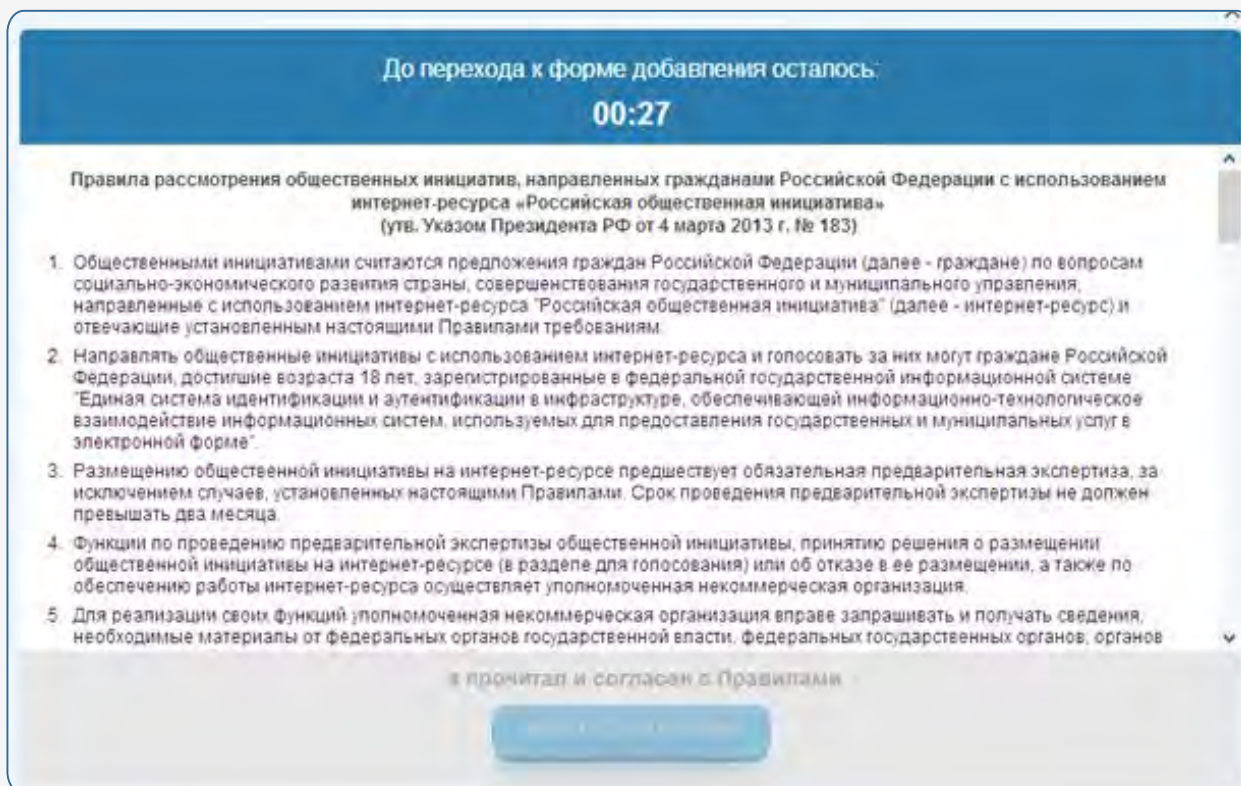 До перехода к форме добавления осталось:
00:27
Правила рассмотрения общественных инициатив, направленных гражданами Российской Федерации с использованием
интернет-ресурса «Российская общественная инициатива»
(утв. Указом Президента РФ от 4 марта 2013 г. № 183)
1. Общественными инициативами считаются предложения граждан Российской Федерации (далее - граждане) по вопросам
социально-экономического развития страны, совершенствования государственного и муниципального управления,
направленные с использованием интернет-ресурса "Российская общественная инициатива" (далее - интернет-ресурс) и
отвечающие установленным настоящими Правилами требованиям.
2. Направлять общественные инициативы с использованием интернет-ресурса и голосовать за них могут граждане Российской
Федерации, достигшие возраста 18 лет, зарегистрированные в федеральной государственной информационной системе
"Единая система идентификации и аутентификации в инфраструктуре, обеспечивающей информационно-технологическое
взаимодействие информационных систем, используемых для предоставления государственных и муниципальных услуг в
электронной форме".
3. Размещению общественной инициативы на интернет-ресурсе предшествует обязательная предварительная экспертиза, за
исключением случаев, установленных настоящими Правилами. Срок проведения предварительной экспертизы не должен
превышать два месяца.
4. Функции по проведению предварительной экспертизы общественной инициативы, принятию решения о размещении
общественной инициативы на интернет-ресурсе (в разделе для голосования) или об отказе в ее размещении, а также по
обеспечению работы интернет-ресурса осуществляет уполномоченная некоммерческая организация.
5. Для реализации своих функций уполномоченная некоммерческая организация вправе запрашивать и получать сведения,
необходимые материалы от федеральных органов государственной власти, федеральных государственных органов, органов
я прочитал и согласен с Правилами